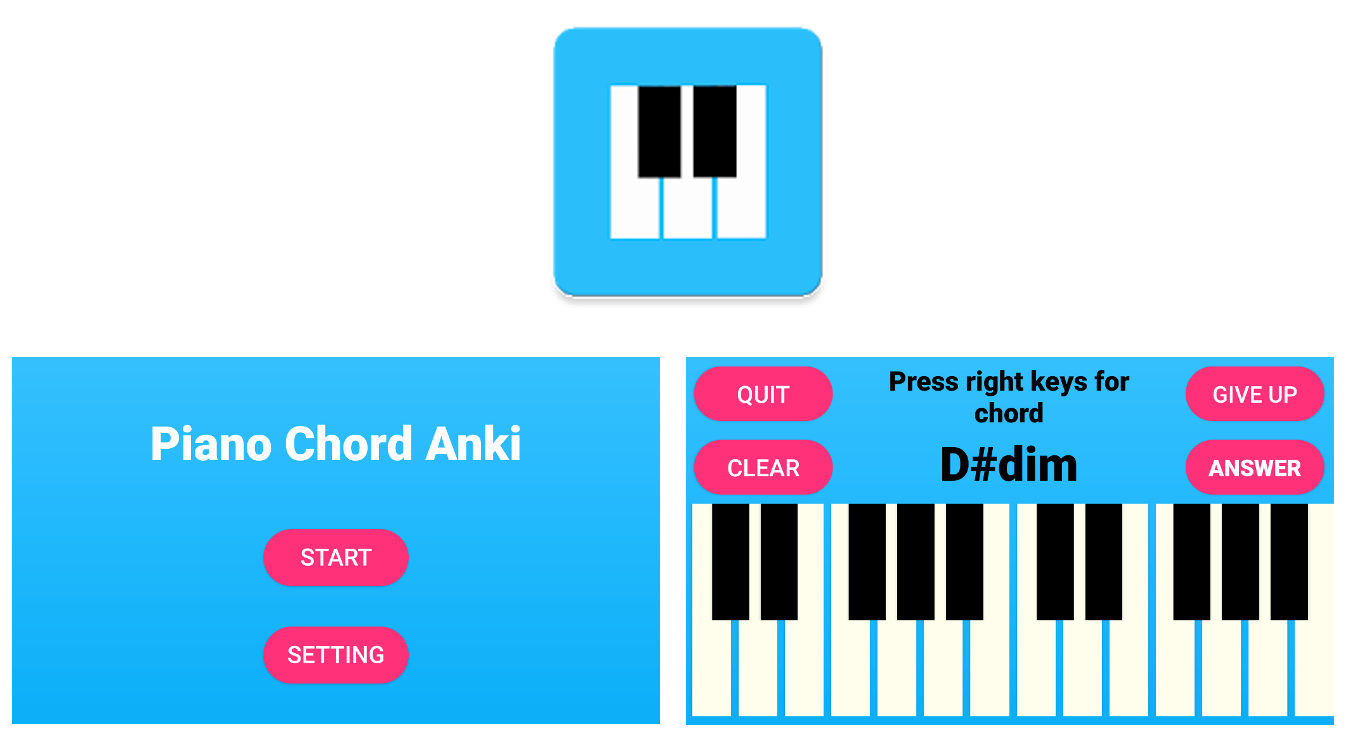 Piano Chord Anki
START
SETTING
QUIT
Press right keys for
chord
GIVE UP
CLEAR
D#dim
ANSWER